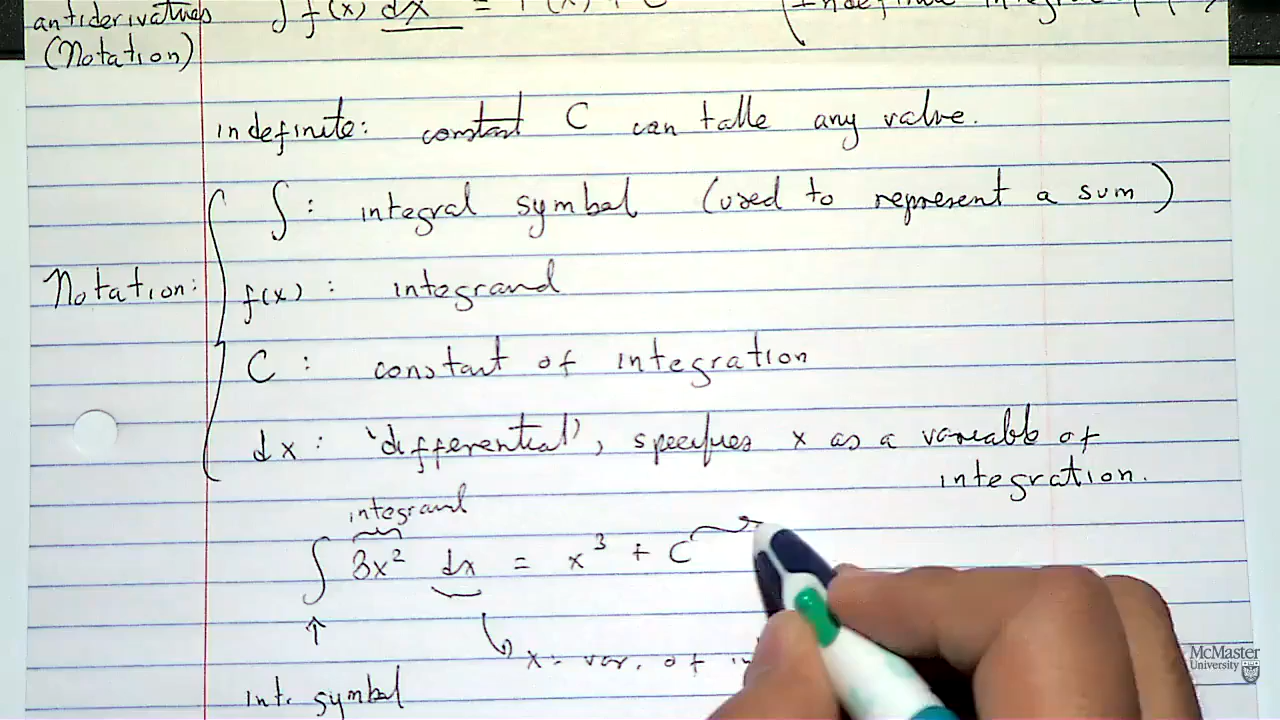 antiderivatives ∫ f(x) dx = F(x) + C
(Notation)
indefinite: constant C can take any value.
∫ : integral symbol (used to represent a sum)
Notation: f(x) : integrand
C : constant of integration
dx : 'differential', specifies x as a variable of
integration.
integrand
∫ 3x² dx = x³ + C
↑
x: var. of
int. symbol
McMaster
University